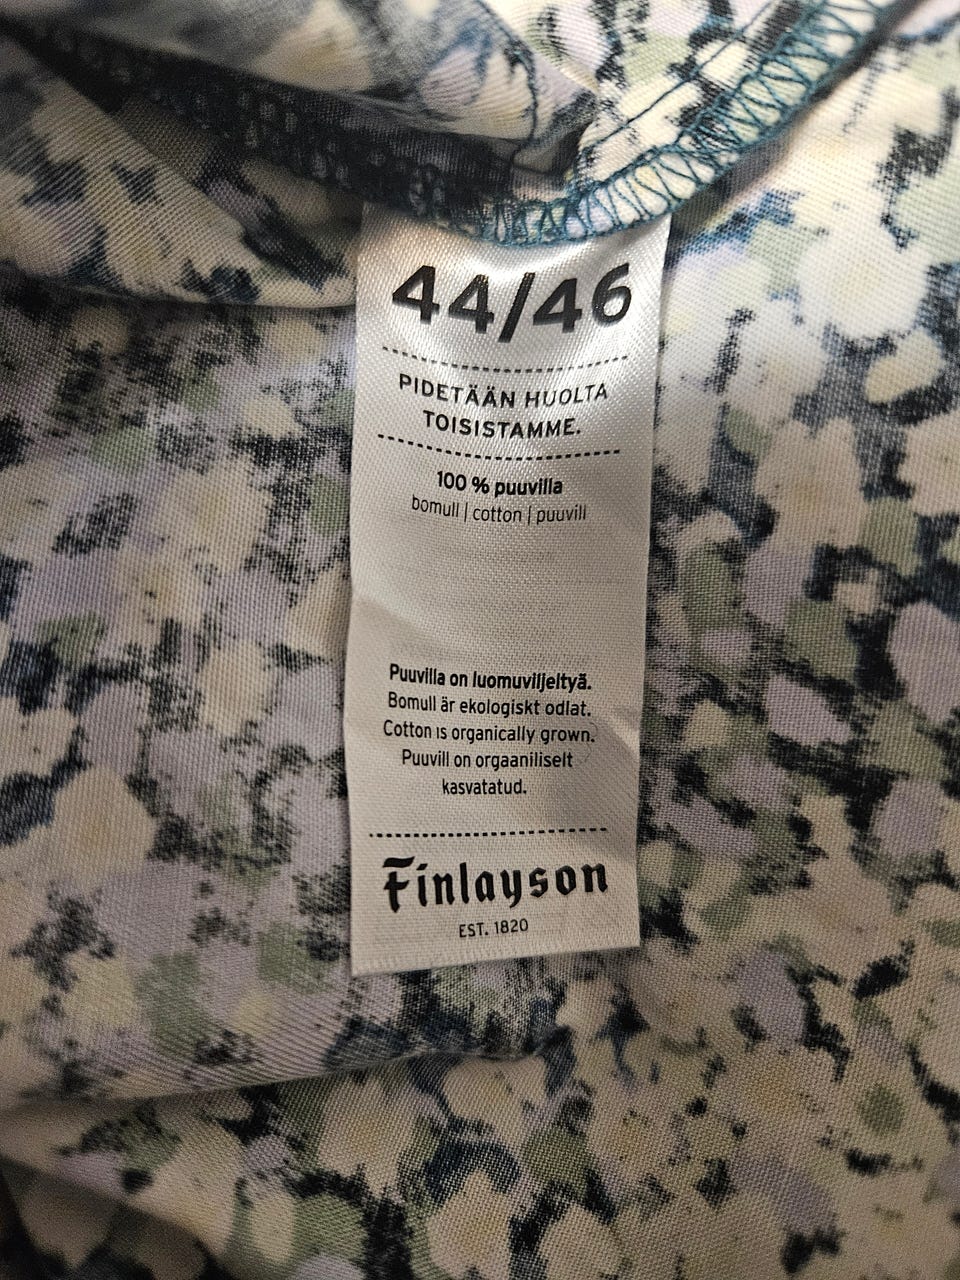 44/46
PIDETÄÄN HUOLTA
TOISISTAMME.
100 % puuvilla
bomull | cotton | puuvill
Puuvilla on luomuviljeltyä.
Bomull är ekologiskt odlat.
Cotton is organically grown.
Puuvill on orgaaniliselt
kasvatatud.
Finlayson
EST. 1820